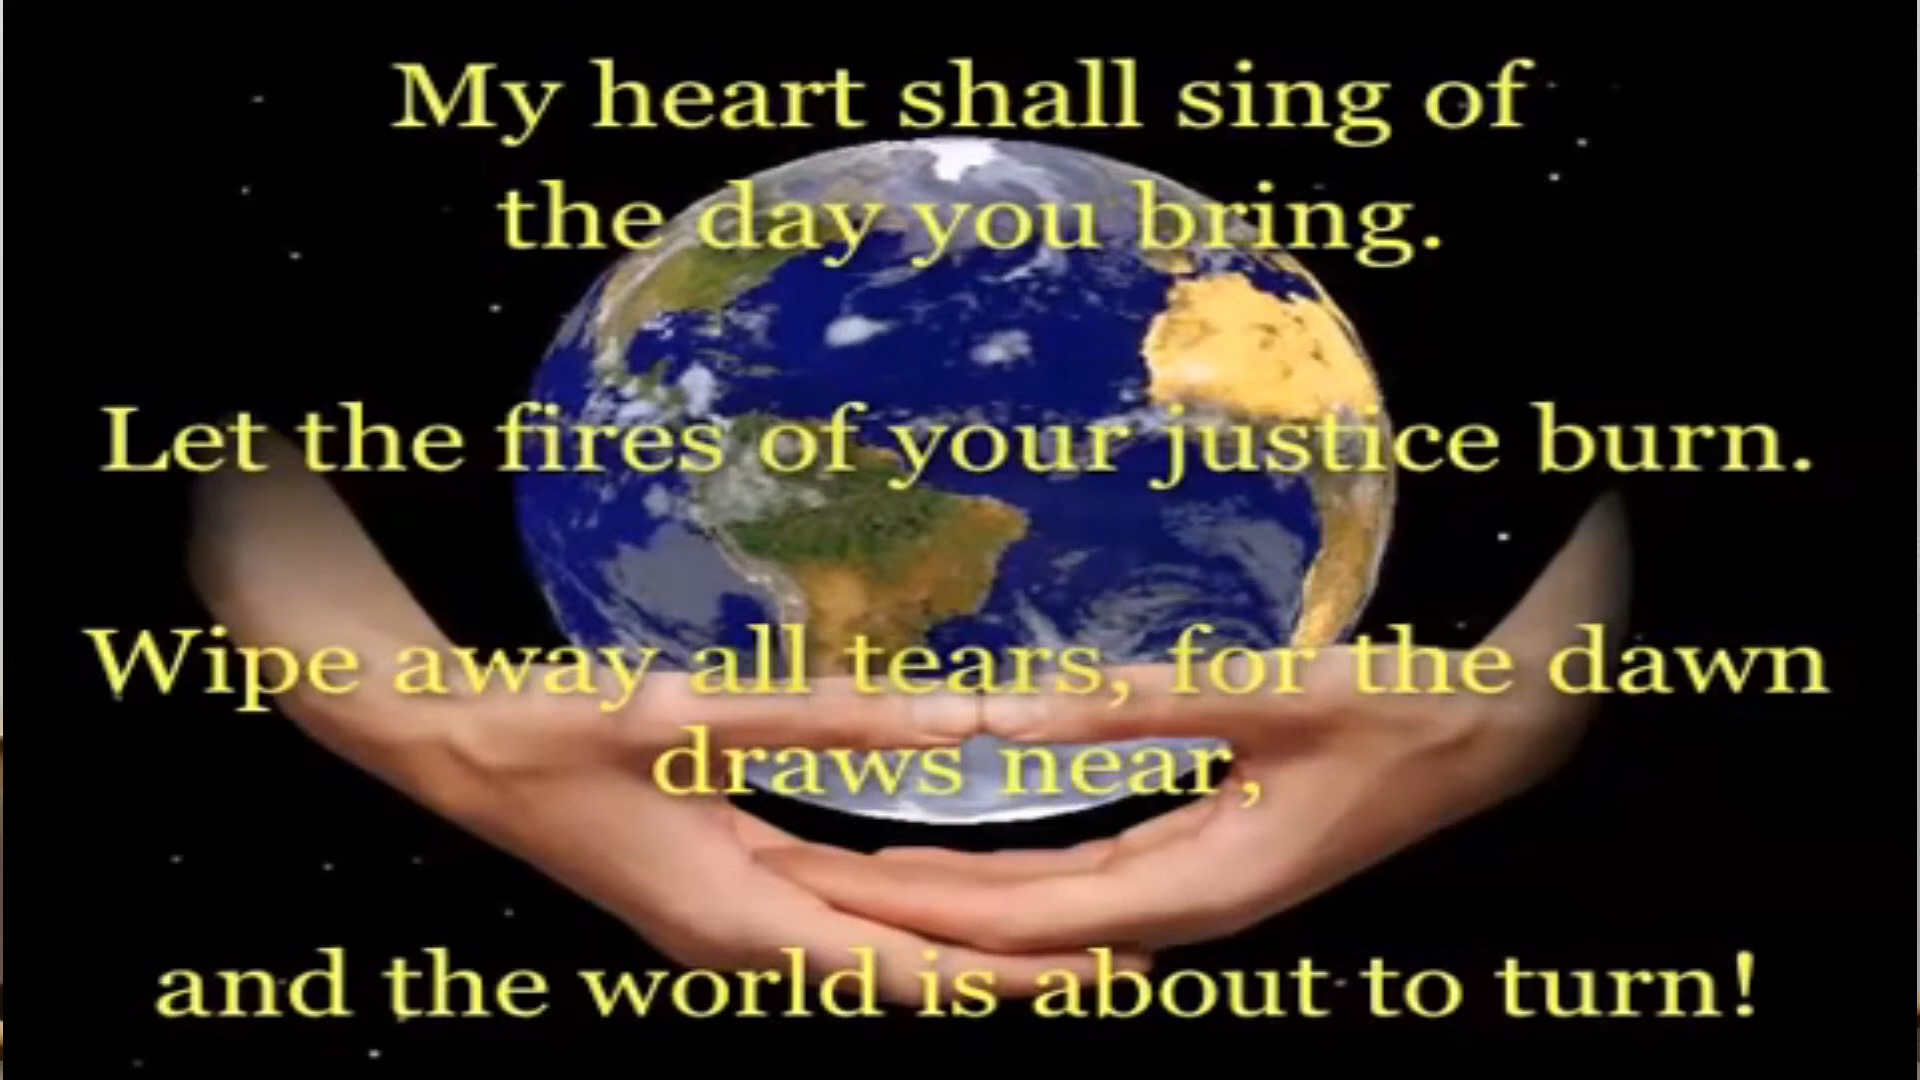 My heart shall sing of
the day you bring.
Let the fires of your justice burn.
Wipe away all tears, for the dawn
draws near,
and the world is about to turn!